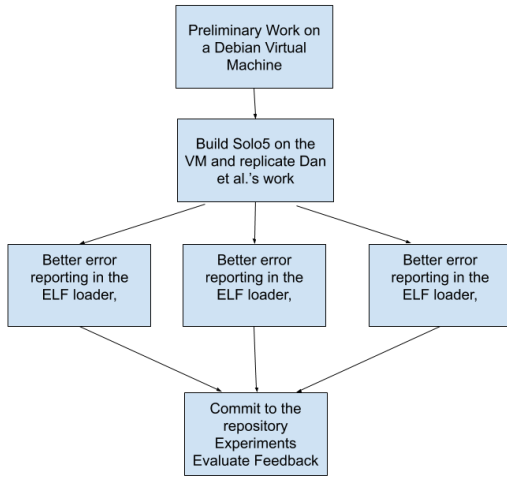 Preliminary Work on
a Debian Virtual
Machine
Build Solo5 on the
VM and replicate Dan
et al.'s work
Better error
reporting in the
ELF loader,
Better error
reporting in the
ELF loader,
Better error
reporting in the
ELF loader,
Commit to the
repository
Experiments
Evaluate Feedback